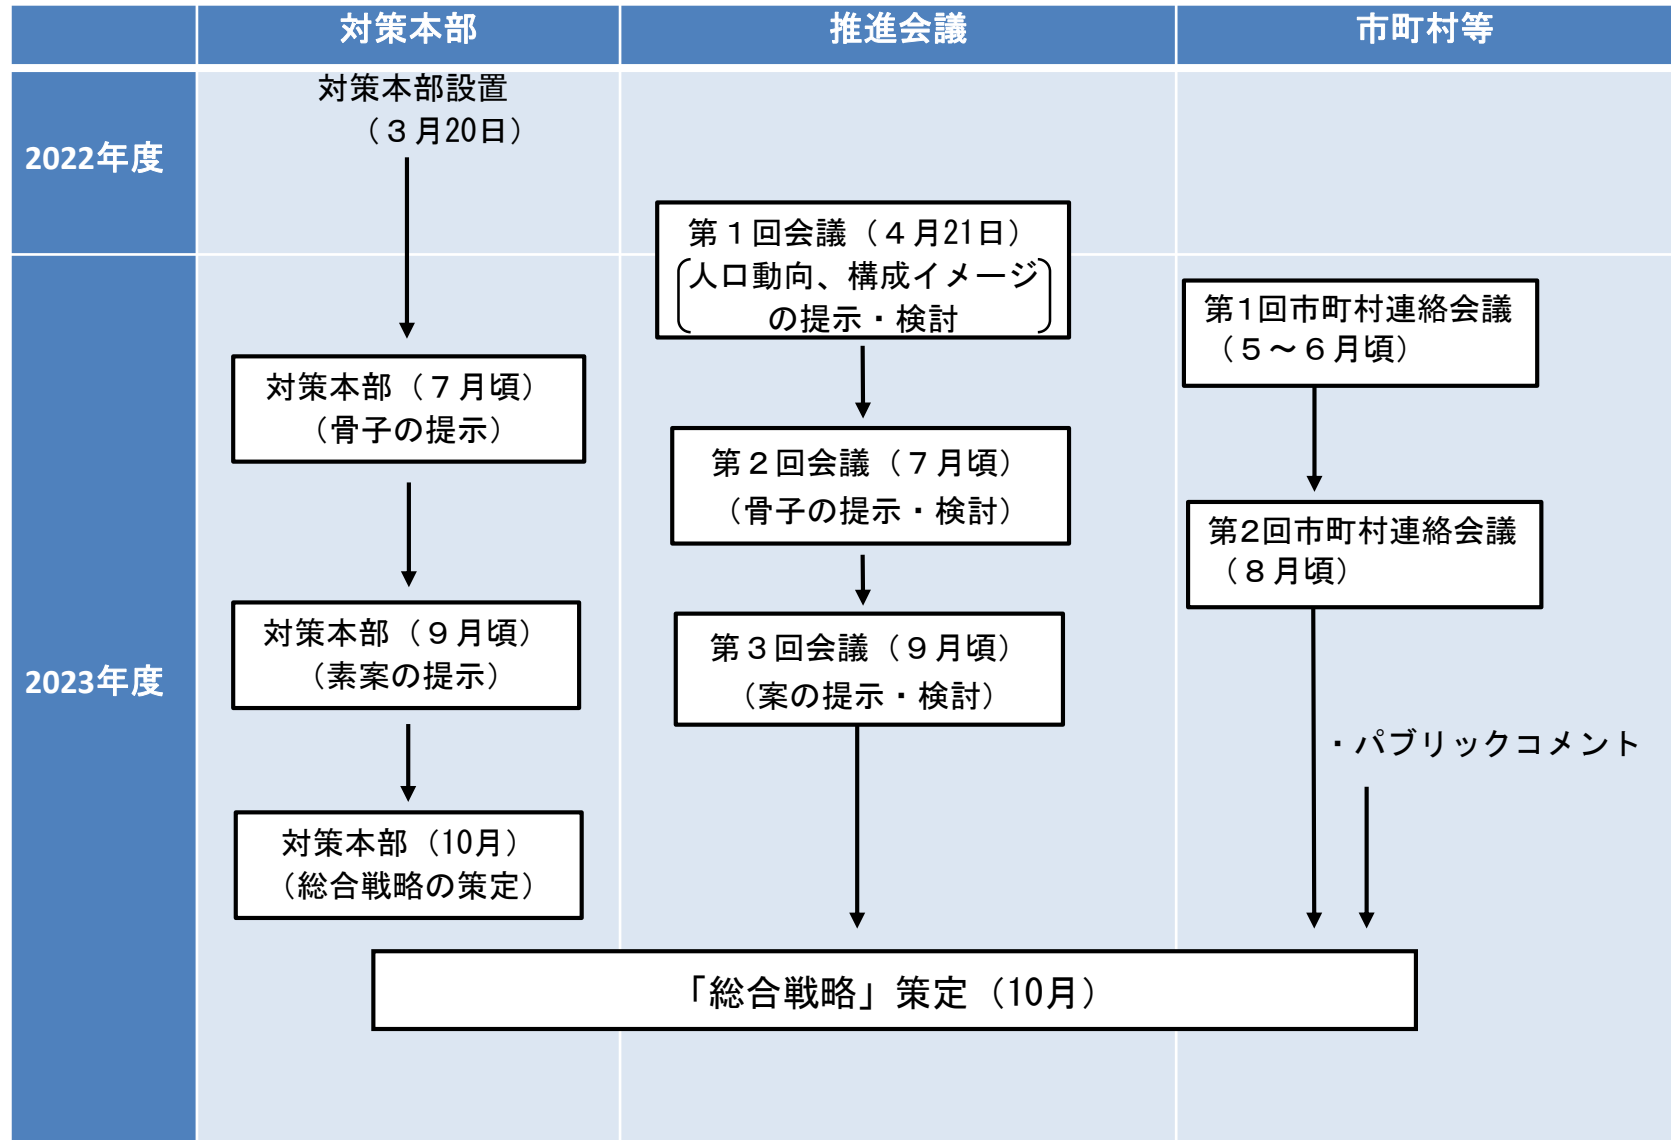 対策本部
推進会議
市町村等
2022年度
対策本部設置
（３月20日）
第１回会議（４月21日）
人口動向、構成イメージ
の提示・検討
2023年度
対策本部（７月頃）
（骨子の提示）
対策本部（９月頃）
（素案の提示）
対策本部（10月）
（総合戦略の策定）
第２回会議（７月頃）
（骨子の提示・検討）
第３回会議（９月頃）
（案の提示・検討）
第1回市町村連絡会議
（５～６月頃）
第2回市町村連絡会議
（８月頃）
・パブリックコメント
「総合戦略」策定（10月）